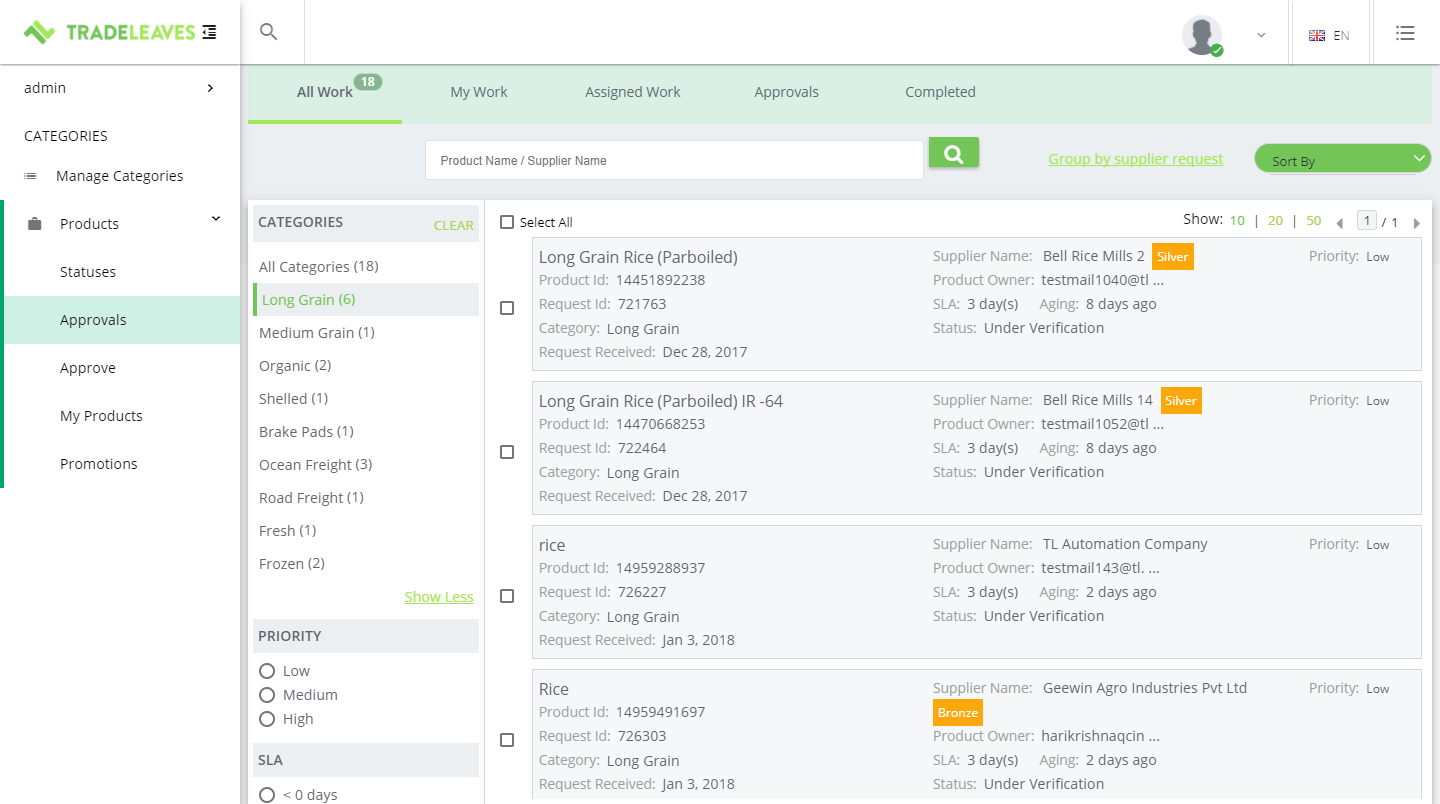 TRADELEAVES
EN
admin
CATEGORIES
Manage Categories
Products
Statuses
Approvals
Approve
My Products
Promotions
All Work 18
My Work
Assigned Work
Approvals
Completed
Product Name / Supplier Name
Group by supplier request
Sort By
CATEGORIES
CLEAR
All Categories (18)
Long Grain (6)
Medium Grain (1)
Organic (2)
Shelled (1)
Brake Pads (1)
Ocean Freight (3)
Road Freight (1)
Fresh (1)
Frozen (2)
Show Less
PRIORITY
Low
Medium
High
SLA
< 0 days
Select All
Show: 10 | 20 | 50 1 / 1
Long Grain Rice (Parboiled)
Product Id: 14451892238
Request Id: 721763
Category: Long Grain
Request Received: Dec 28, 2017
Supplier Name: Bell Rice Mills 2 Silver
Product Owner: testmail1040@tl ...
SLA: 3 day(s) Aging: 8 days ago
Status: Under Verification
Priority: Low
Long Grain Rice (Parboiled) IR -64
Product Id: 14470668253
Request Id: 722464
Category: Long Grain
Request Received: Dec 28, 2017
Supplier Name: Bell Rice Mills 14 Silver
Product Owner: testmail1052@tl ...
SLA: 3 day(s) Aging: 8 days ago
Status: Under Verification
Priority: Low
rice
Product Id: 14959288937
Request Id: 726227
Category: Long Grain
Request Received: Jan 3, 2018
Supplier Name: TL Automation Company
Product Owner: testmail143@tl. ...
SLA: 3 day(s) Aging: 2 days ago
Status: Under Verification
Priority: Low
Rice
Product Id: 14959491697
Request Id: 726303
Category: Long Grain
Request Received: Jan 3, 2018
Supplier Name: Geewin Agro Industries Pvt Ltd
Bronze
Product Owner: harikrishnaqcin ...
SLA: 3 day(s) Aging: 2 days ago
Status: Under Verification
Priority: Low